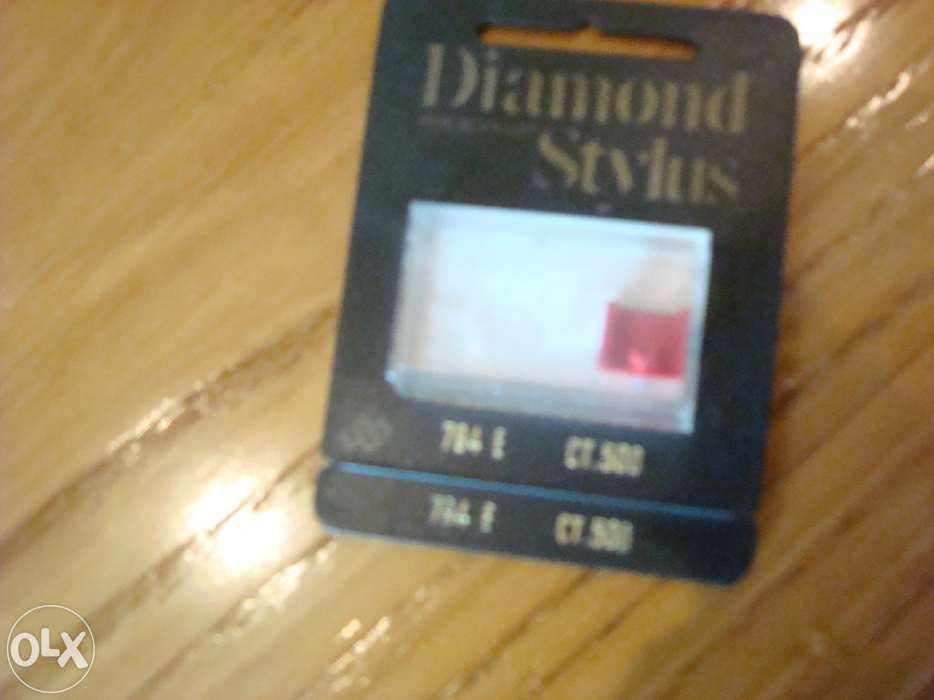 Diamond
Stylus
784 E CT.500
784 E CT.500
OLX